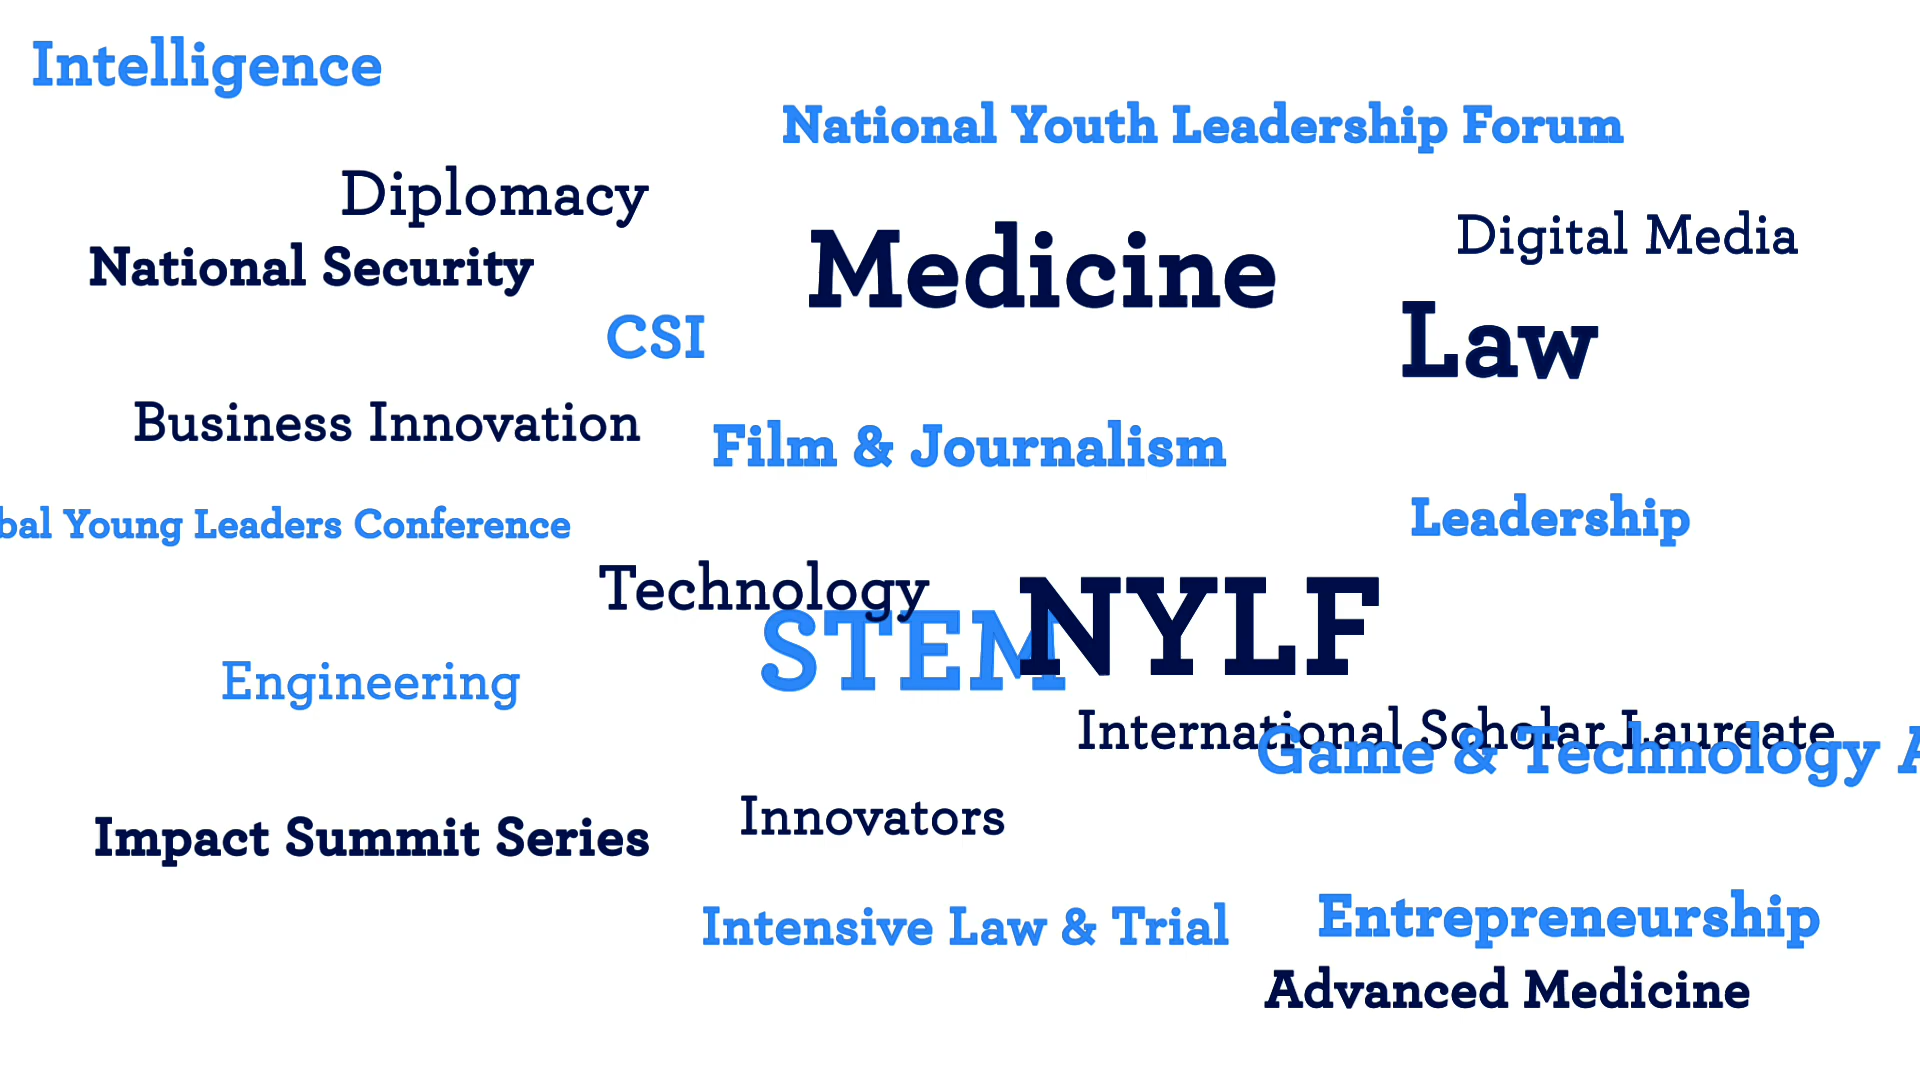 Intelligence
National Youth Leadership Forum
Diplomacy
Digital Media
National Security
Medicine
CSI
Law
Business Innovation
Film & Journalism
bal Young Leaders Conference
Leadership
Technology
NYLF
STEM
Engineering
International Scholar Laureate
Game & Technology A
Innovators
Impact Summit Series
Entrepreneurship
Intensive Law & Trial
Advanced Medicine